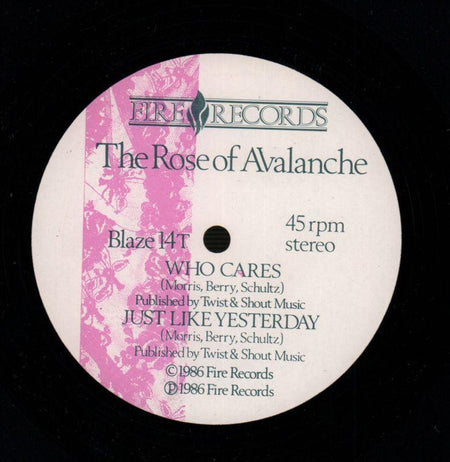 FIRE RECORDS
The Rose of Avalanche
Blaze 14T
45 rpm
stereo
WHO CARES
(Morris, Berry, Schultz)
Published by Twist & Shout Music
JUST LIKE YESTERDAY
(Morris, Berry, Schultz)
Published by Twist & Shout Music
©1986 Fire Records
℗1986 Fire Records